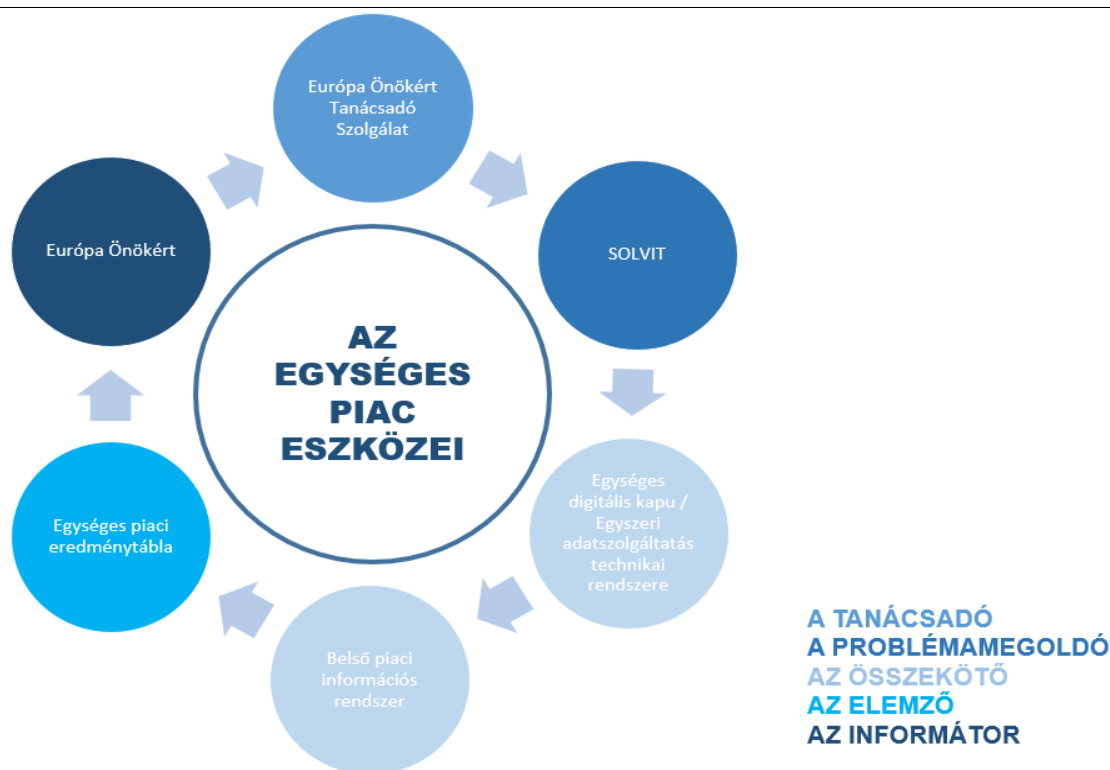 Európa Önökért
Tanácsadó
Szolgálat
SOLVIT
Egységes
digitális kapu /
Egyszeri
adatszolgáltatás
technikai
rendszere
Belső piaci
információs
rendszer
Egységes piaci
eredménytábla
Európa Önökért
AZ
EGYSÉGES
PIAC
ESZKÖZEI
A TANÁCSADÓ
A PROBLÉMAMEGOLDÓ
AZ ÖSSZEKÖTŐ
AZ ELEMZŐ
AZ INFORMÁTOR